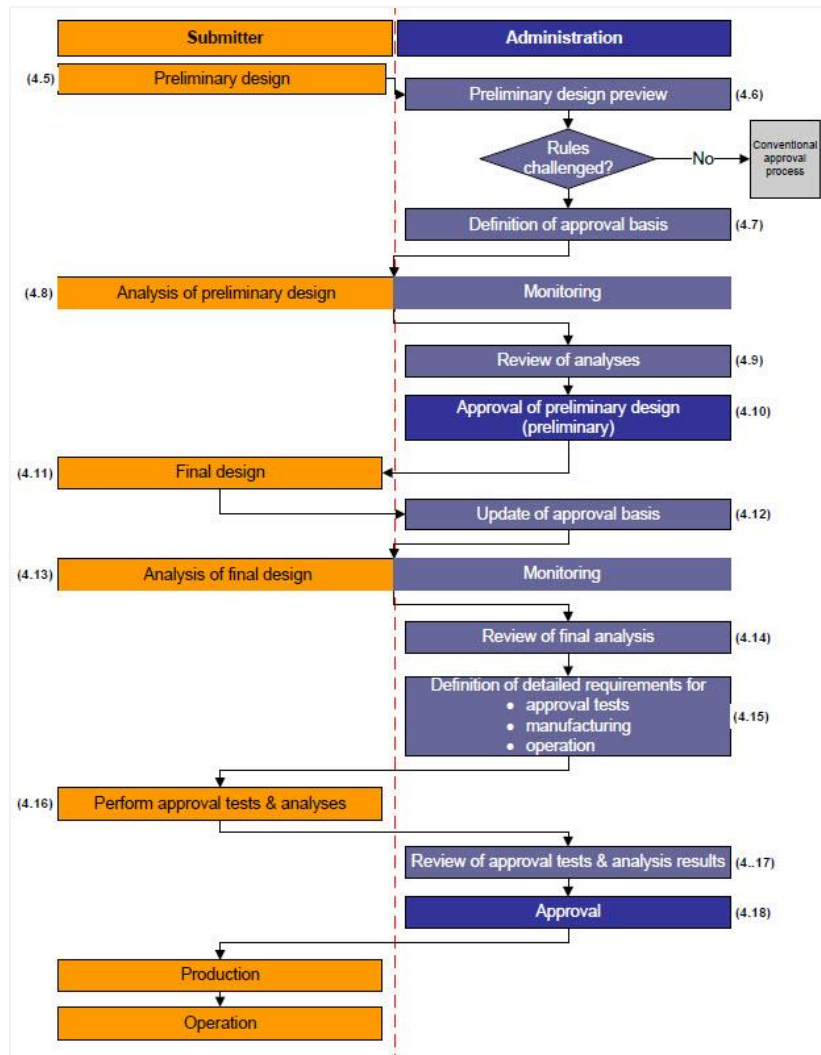 Submitter
Administration
(4.5)
Preliminary design
Preliminary design preview
(4.6)
Rules
challenged?
No
Conventional
approval
process
Definition of approval basis
(4.7)
(4.8)
Analysis of preliminary design
Monitoring
Review of analyses
(4.9)
Approval of preliminary design
(preliminary)
(4.10)
(4.11)
Final design
Update of approval basis
(4.12)
(4.13)
Analysis of final design
Monitoring
Review of final analysis
(4.14)
Definition of detailed requirements for
• approval tests
• manufacturing
• operation
(4.15)
(4.16)
Perform approval tests & analyses
Review of approval tests & analysis results
(4..17)
Approval
(4.18)
Production
Operation